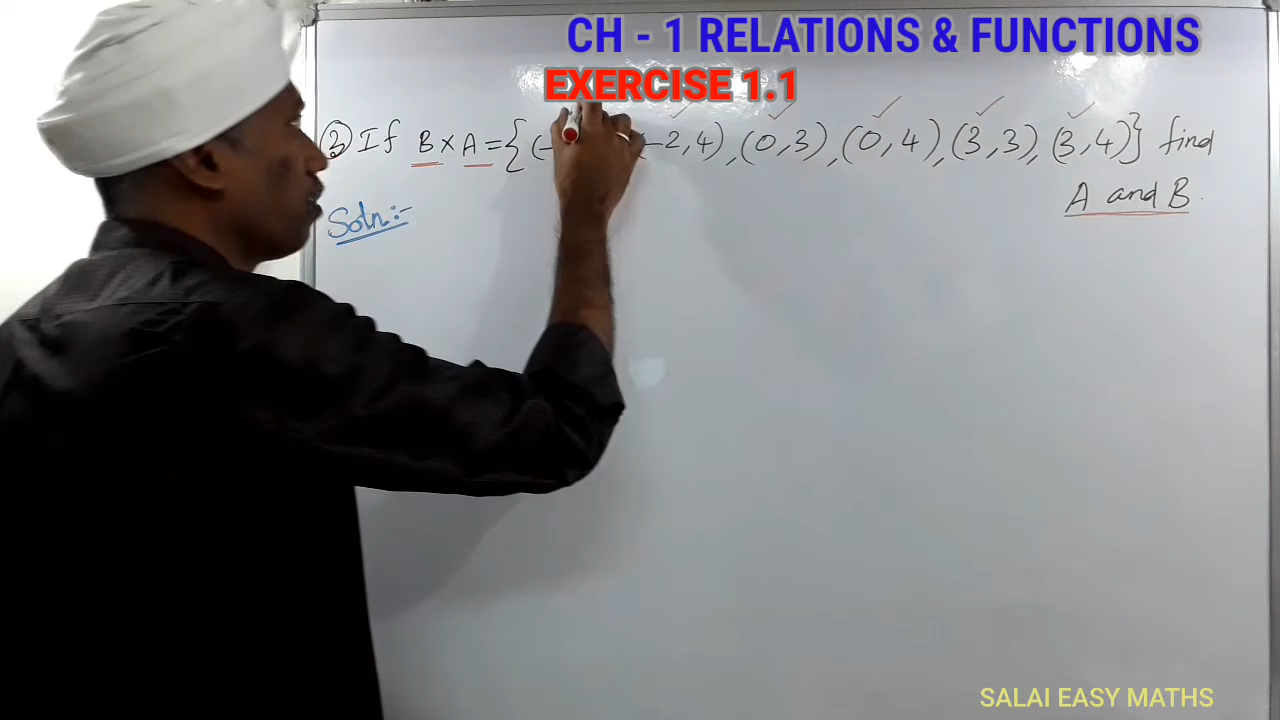 CH - 1 RELATIONS & FUNCTIONS
EXERCISE 1.1
③ If B × A = {(- -2,4), (0,3), (0,4), (3,3), (3,4)} find
A and B.
Soln:-
SALAI EASY MATHS